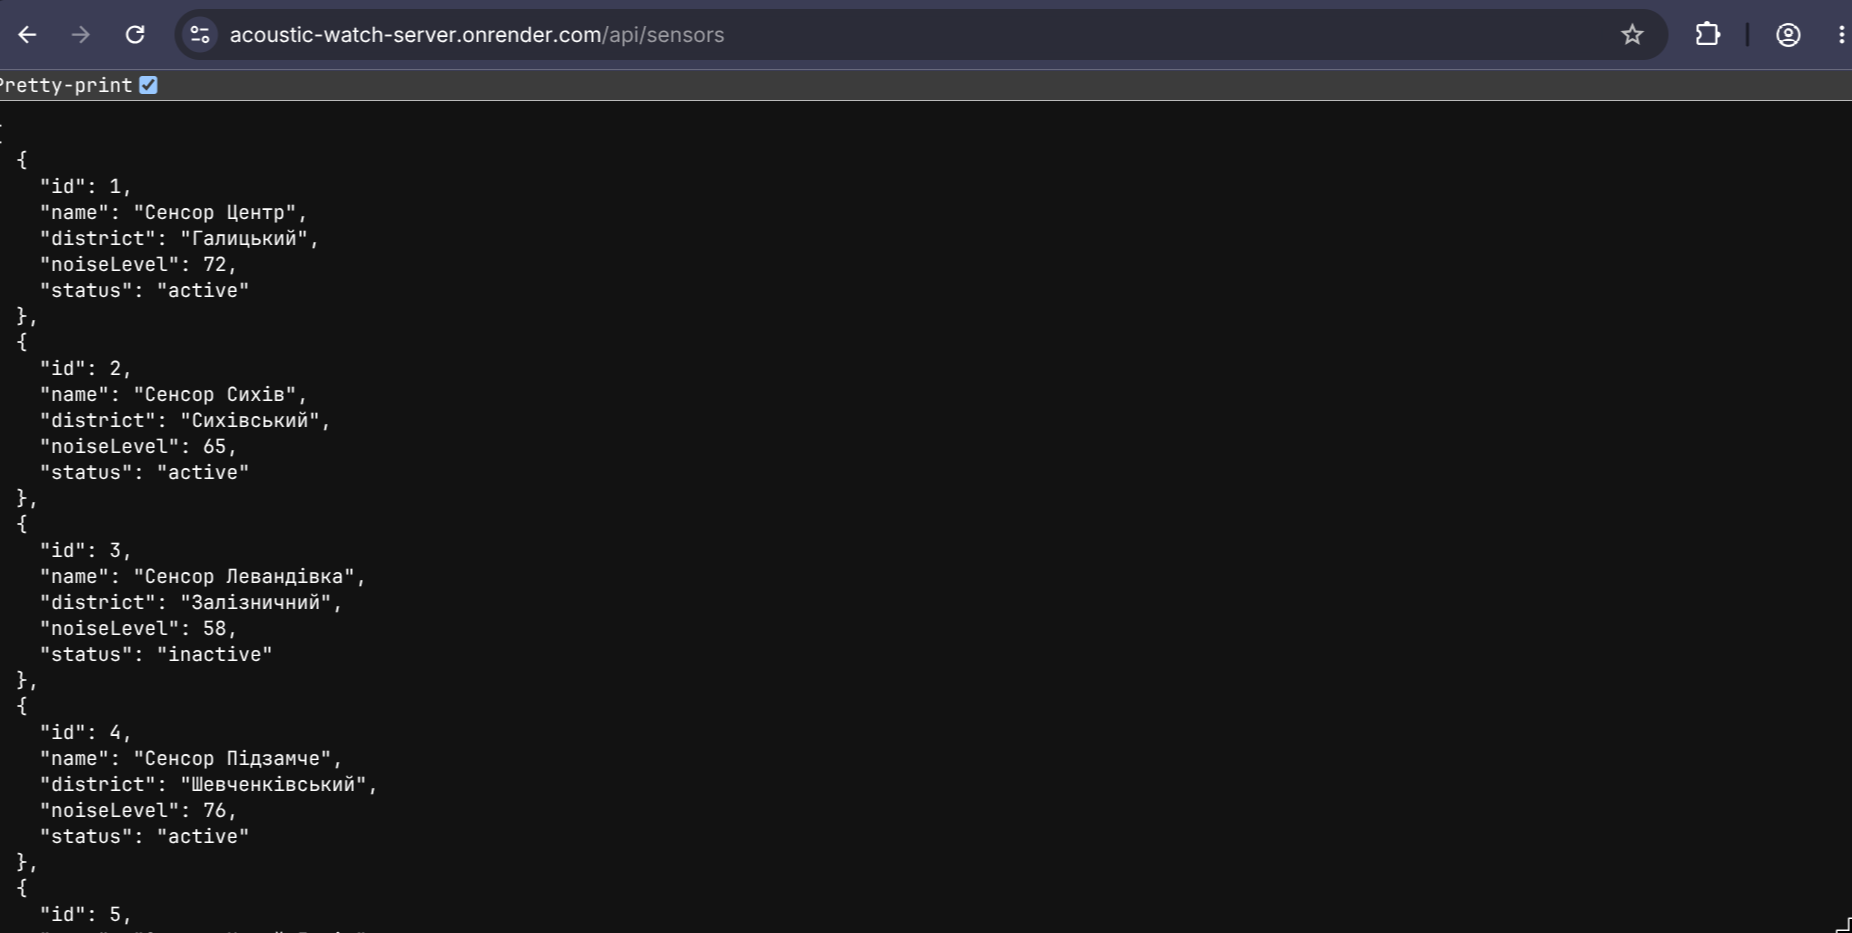 acoustic-watch-server.onrender.com/api/sensors
Pretty-print
[
{
"id": 1,
"name": "Сенсор Центр",
"district": "Галицький",
"noiseLevel": 72,
"status": "active"
},
{
"id": 2,
"name": "Сенсор Сихів",
"district": "Сихівський",
"noiseLevel": 65,
"status": "active"
},
{
"id": 3,
"name": "Сенсор Левандівка",
"district": "Залізничний",
"noiseLevel": 58,
"status": "inactive"
},
{
"id": 4,
"name": "Сенсор Підзамче",
"district": "Шевченківський",
"noiseLevel": 76,
"status": "active"
},
{
"id": 5,